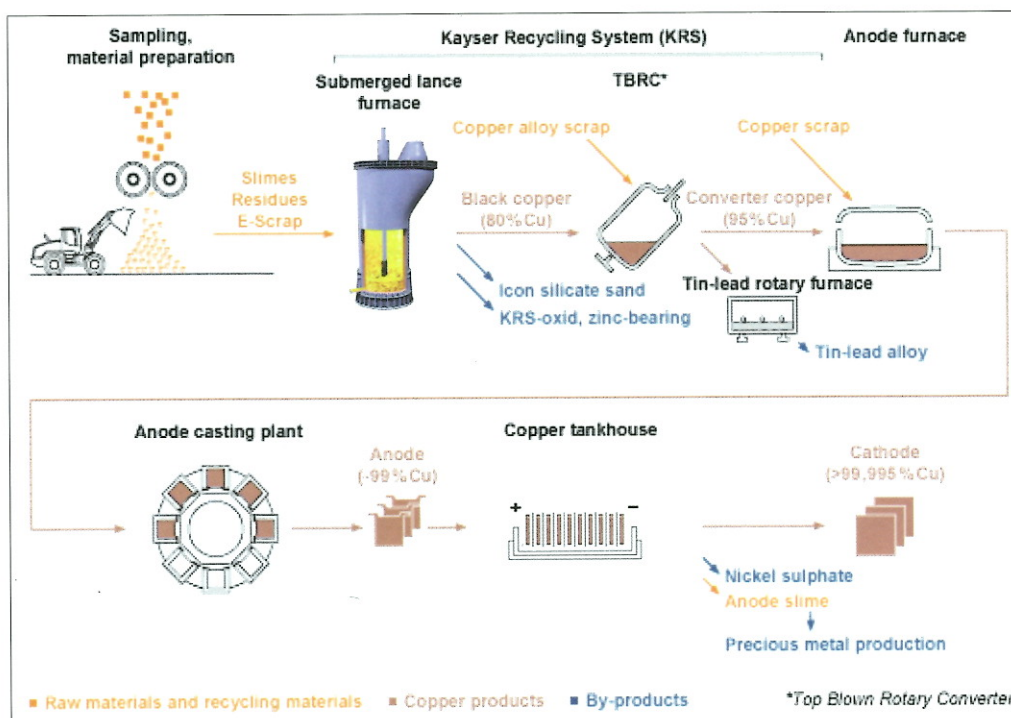 Sampling,
material preparation
Kayser Recycling System (KRS)
Anode furnace
Submerged lance
furnace
TBRC*
Copper alloy scrap
Copper scrap
Slimes
Residues
E-Scrap
Black copper
(80% Cu)
Converter copper
(95% Cu)
Icon silicate sand
KRS-oxid, zinc-bearing
Tin-lead rotary furnace
Tin-lead alloy
Anode casting plant
Anode
(-99% Cu)
Copper tankhouse
+
−
Cathode
(>99,995% Cu)
Nickel sulphate
Anode slime
Precious metal production
Raw materials and recycling materials
Copper products
By-products
*Top Blown Rotary Converter